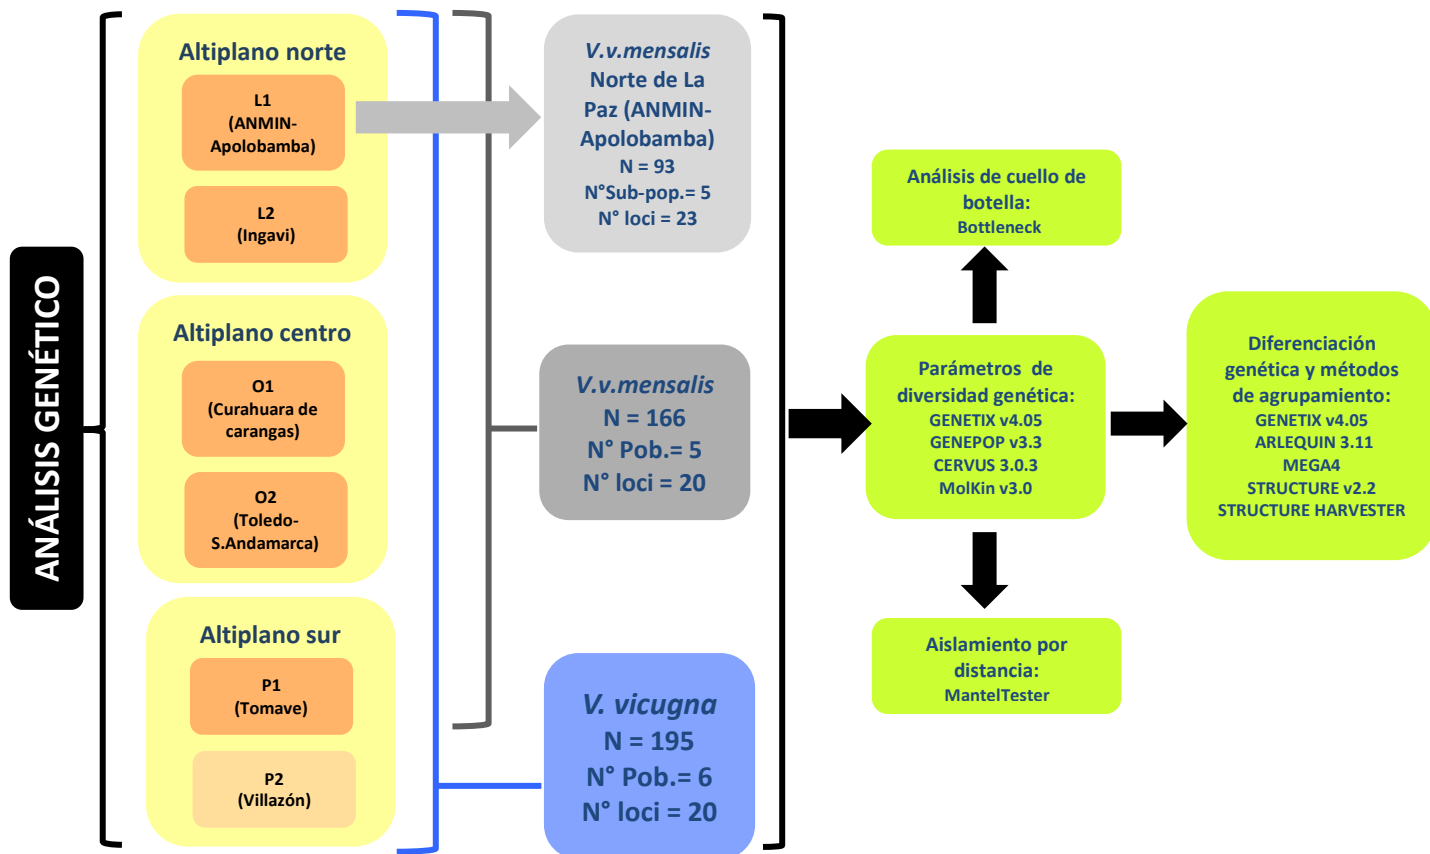 ANÁLISIS GENÉTICO
Altiplano norte
L1
(ANMIN-
Apolobamba)
L2
(Ingavi)
Altiplano centro
O1
(Curahuara de
carangas)
O2
(Toledo-
S.Andamarca)
Altiplano sur
P1
(Tomave)
P2
(Villazón)
V.v.mensalis
Norte de La
Paz (ANMIN-
Apolobamba)
N = 93
N°Sub-pop.= 5
N° loci = 23
V.v.mensalis
N = 166
N° Pob.= 5
N° loci = 20
V. vicugna
N = 195
N° Pob.= 6
N° loci = 20
Análisis de cuello de
botella:
Bottleneck
Parámetros de
diversidad genética:
GENETIX v4.05
GENEPOP v3.3
CERVUS 3.0.3
MolKin v3.0
Aislamiento por
distancia:
MantelTester
Diferenciación
genética y métodos
de agrupamiento:
GENETIX v4.05
ARLEQUIN 3.11
MEGA4
STRUCTURE v2.2
STRUCTURE HARVESTER